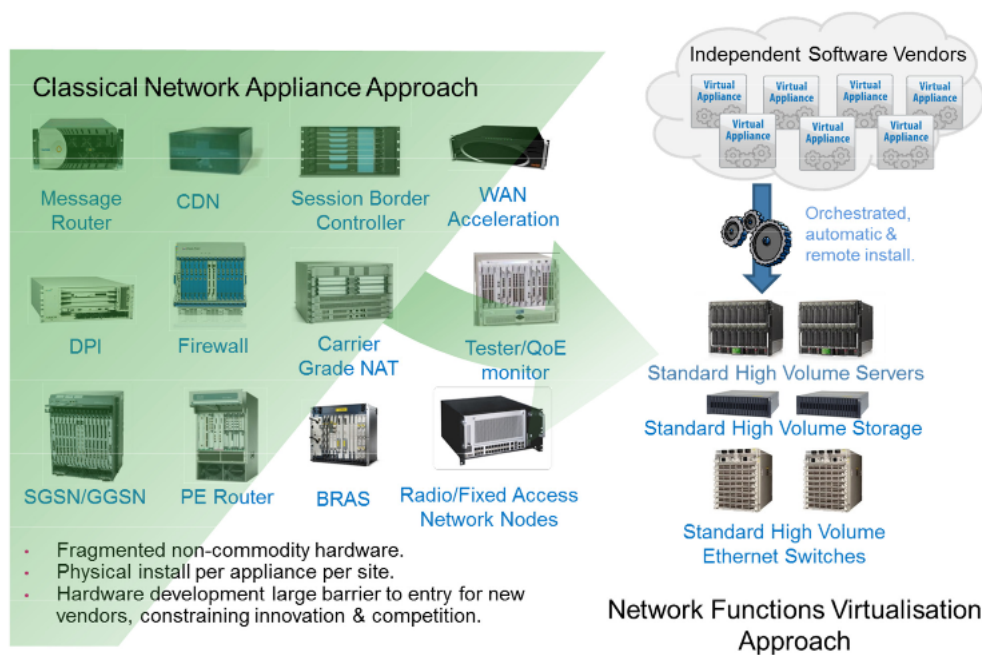 Classical Network Appliance Approach
Message
Router
CDN
Session Border
Controller
WAN
Acceleration
DPI
Firewall
Carrier
Grade NAT
Tester/QoE
monitor
SGSN/GGSN
PE Router
BRAS
Radio/Fixed Access
Network Nodes
• Fragmented non-commodity hardware.
• Physical install per appliance per site.
• Hardware development large barrier to entry for new
vendors, constraining innovation & competition.
Independent Software Vendors
Virtual
Appliance
Virtual
Appliance
Virtual
Appliance
Virtual
Appliance
Virtual
Appliance
Virtual
Appliance
Virtual
Appliance
Orchestrated,
automatic &
remote install.
Standard High Volume Servers
Standard High Volume Storage
Standard High Volume
Ethernet Switches
Network Functions Virtualisation
Approach